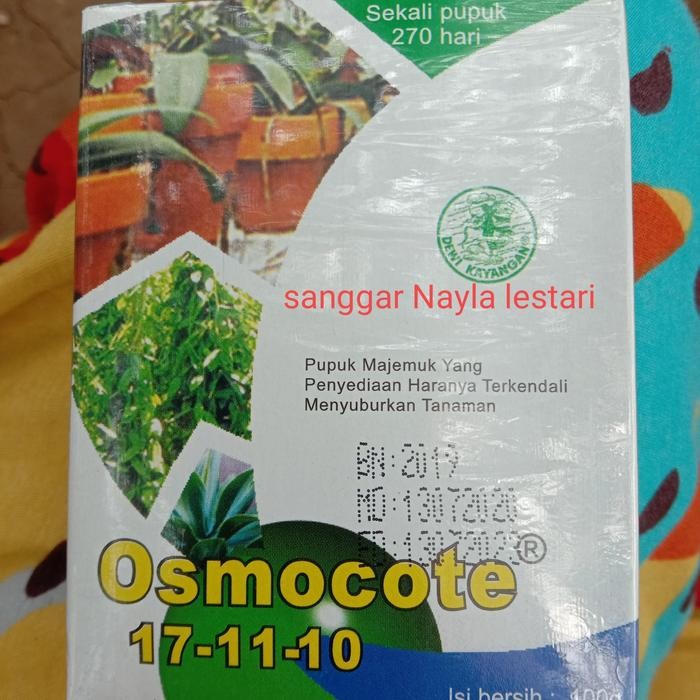 Sekali pupuk
270 hari
DEWI KAYANGAN
sanggar Nayla lestari
Pupuk Majemuk Yang
Penyediaan Haranya Terkendali
Menyuburkan Tanaman
BN:2019
MD:13072020
Osmocote®
17-11-10
Isi bersih :